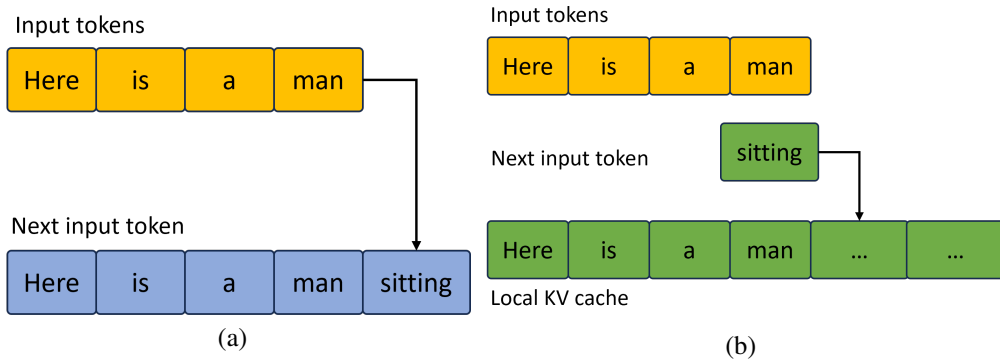 Input tokens
Here is a man
Next input token
Here is a man sitting
(a)
Input tokens
Here is a man
Next input token sitting
Here is a man ... ...
Local KV cache
(b)